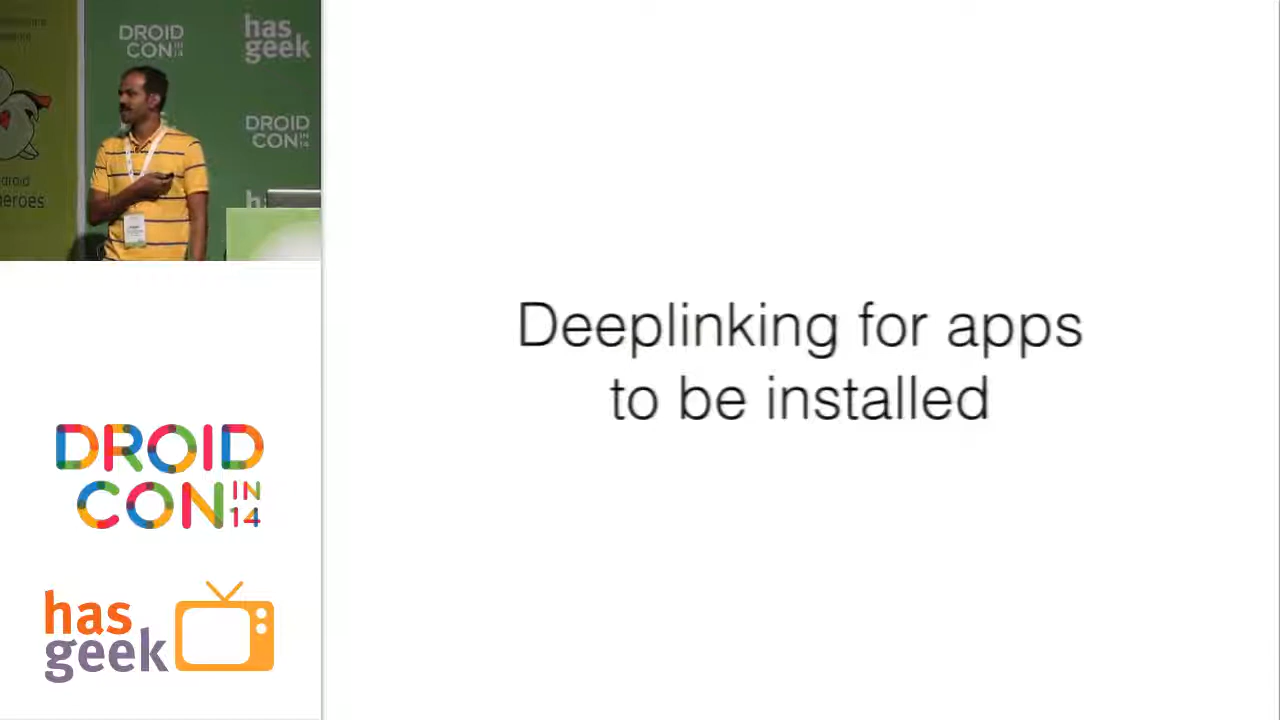 DROID
CON IN 14
has
geek
DROID
CON IN 14
droid
heroes
Deeplinking for apps
to be installed
DROID
CON IN 14
has
geek